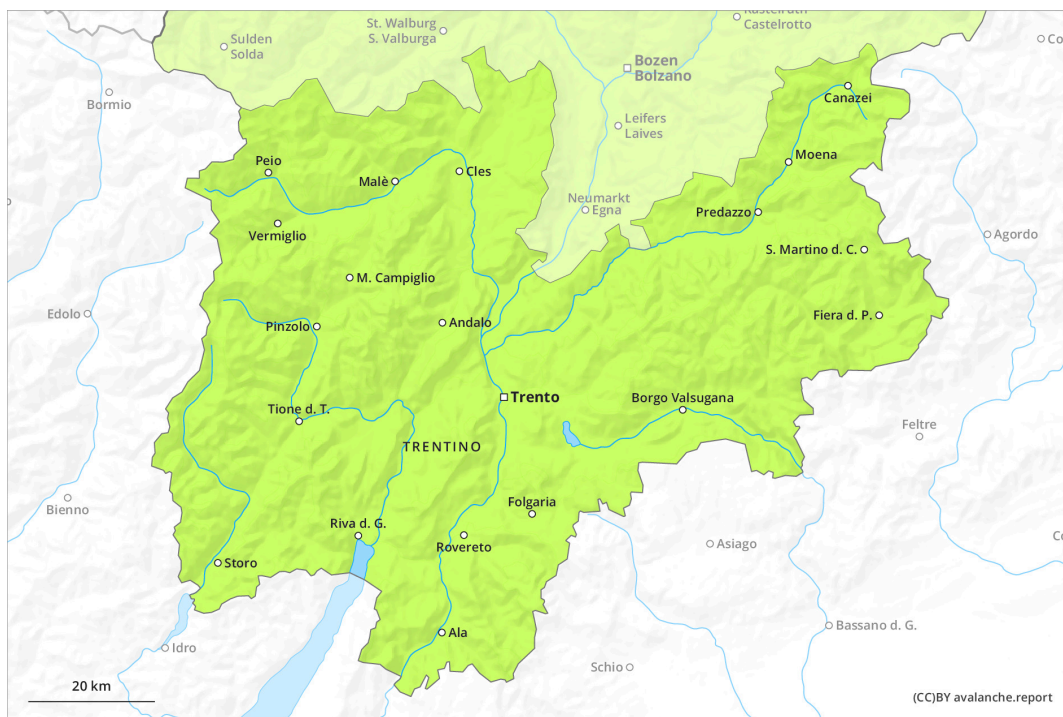 Kastelruth
Castelrotto
St. Walburg
S. Valburga
Sulden
Solda
Co
Bozen
Bolzano
Bormio
Canazei
Leifers
Laives
Moena
Peio
Cles
Malè
Neumarkt
Egna
Predazzo
Vermiglio
Agordo
S. Martino d. C.
M. Campiglio
Edolo
Fiera d. P.
Pinzolo
Andalo
Trento
Borgo Valsugana
Tione d. T.
Feltre
TRENTINO
Bienno
Folgaria
Riva d. G.
Rovereto
Asiago
Co
Storo
Bassano d. G.
Ala
Idro
Schio
20 km
(CC)BY avalanche.report